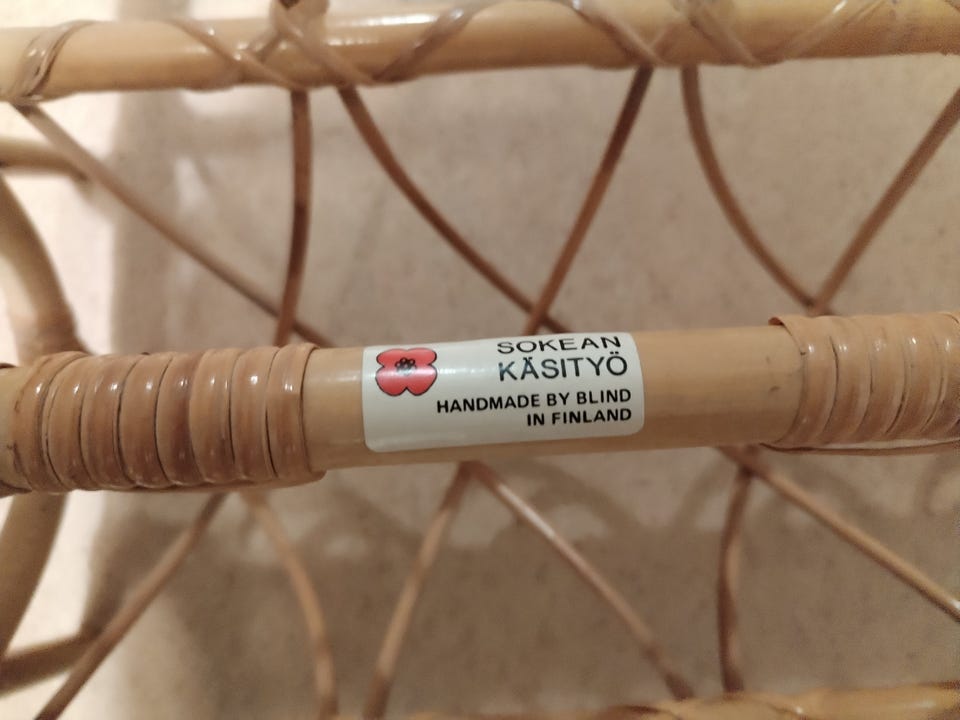 SOKEAN
KÄSITYÖ
HANDMADE BY BLIND
IN FINLAND